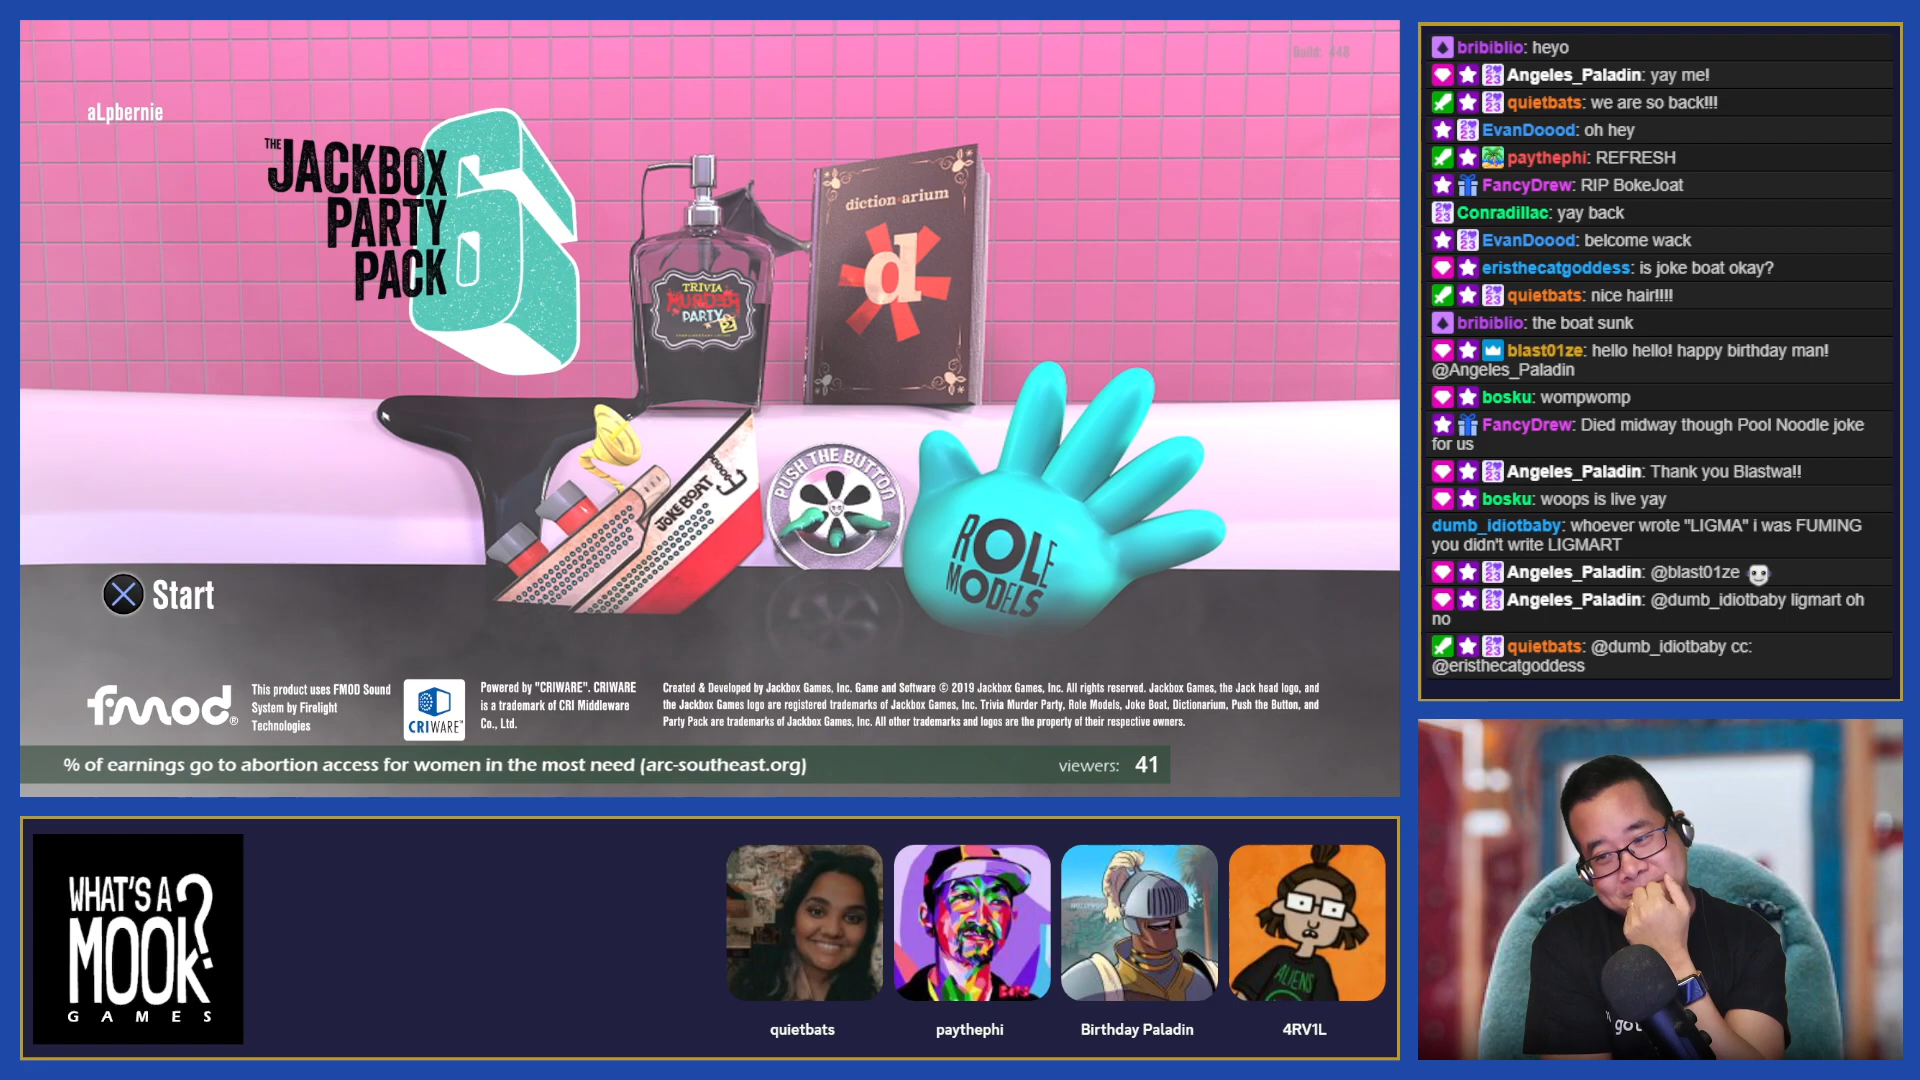 Build: 448
aLpbernie
THE
JACKBOX
PARTY
PACK
6
TRIVIA
MURDER
PARTY
2
diction·arium
d
JOKE BOAT
PUSH THE BUTTON
ROLE
MODELS
Start
fmod®
This product uses FMOD Sound
System by Firelight
Technologies
CRIWARE™
Powered by "CRIWARE". CRIWARE
is a trademark of CRI Middleware
Co., Ltd.
Created & Developed by Jackbox Games, Inc. Game and Software © 2019 Jackbox Games, Inc. All rights reserved. Jackbox Games, the Jack head logo, and
the Jackbox Games logo are registered trademarks of Jackbox Games, Inc. Trivia Murder Party, Role Models, Joke Boat, Dictionarium, Push the Button, and
Party Pack are trademarks of Jackbox Games, Inc. All other trademarks and logos are the property of their respective owners.
% of earnings go to abortion access for women in the most need (arc-southeast.org)
viewers: 41
WHAT'S A
MOOK?
GAMES
ALIENS
quietbats
paythephi
Birthday Paladin
4RV1L
bribiblio: heyo
Angeles_Paladin: yay me!
quietbats: we are so back!!!
EvanDoood: oh hey
paythephi: REFRESH
FancyDrew: RIP BokeJoat
Conradillac: yay back
EvanDoood: belcome wack
eristhecatgoddess: is joke boat okay?
quietbats: nice hair!!!!
bribiblio: the boat sunk
blast01ze: hello hello! happy birthday man!
@Angeles_Paladin
bosku: wompwomp
FancyDrew: Died midway though Pool Noodle joke
for us
Angeles_Paladin: Thank you Blastwa!!
bosku: woops is live yay
dumb_idiotbaby: whoever wrote "LIGMA" i was FUMING
you didn't write LIGMART
Angeles_Paladin: @blast01ze
Angeles_Paladin: @dumb_idiotbaby ligmart oh
no
quietbats: @dumb_idiotbaby cc:
@eristhecatgoddess
"got